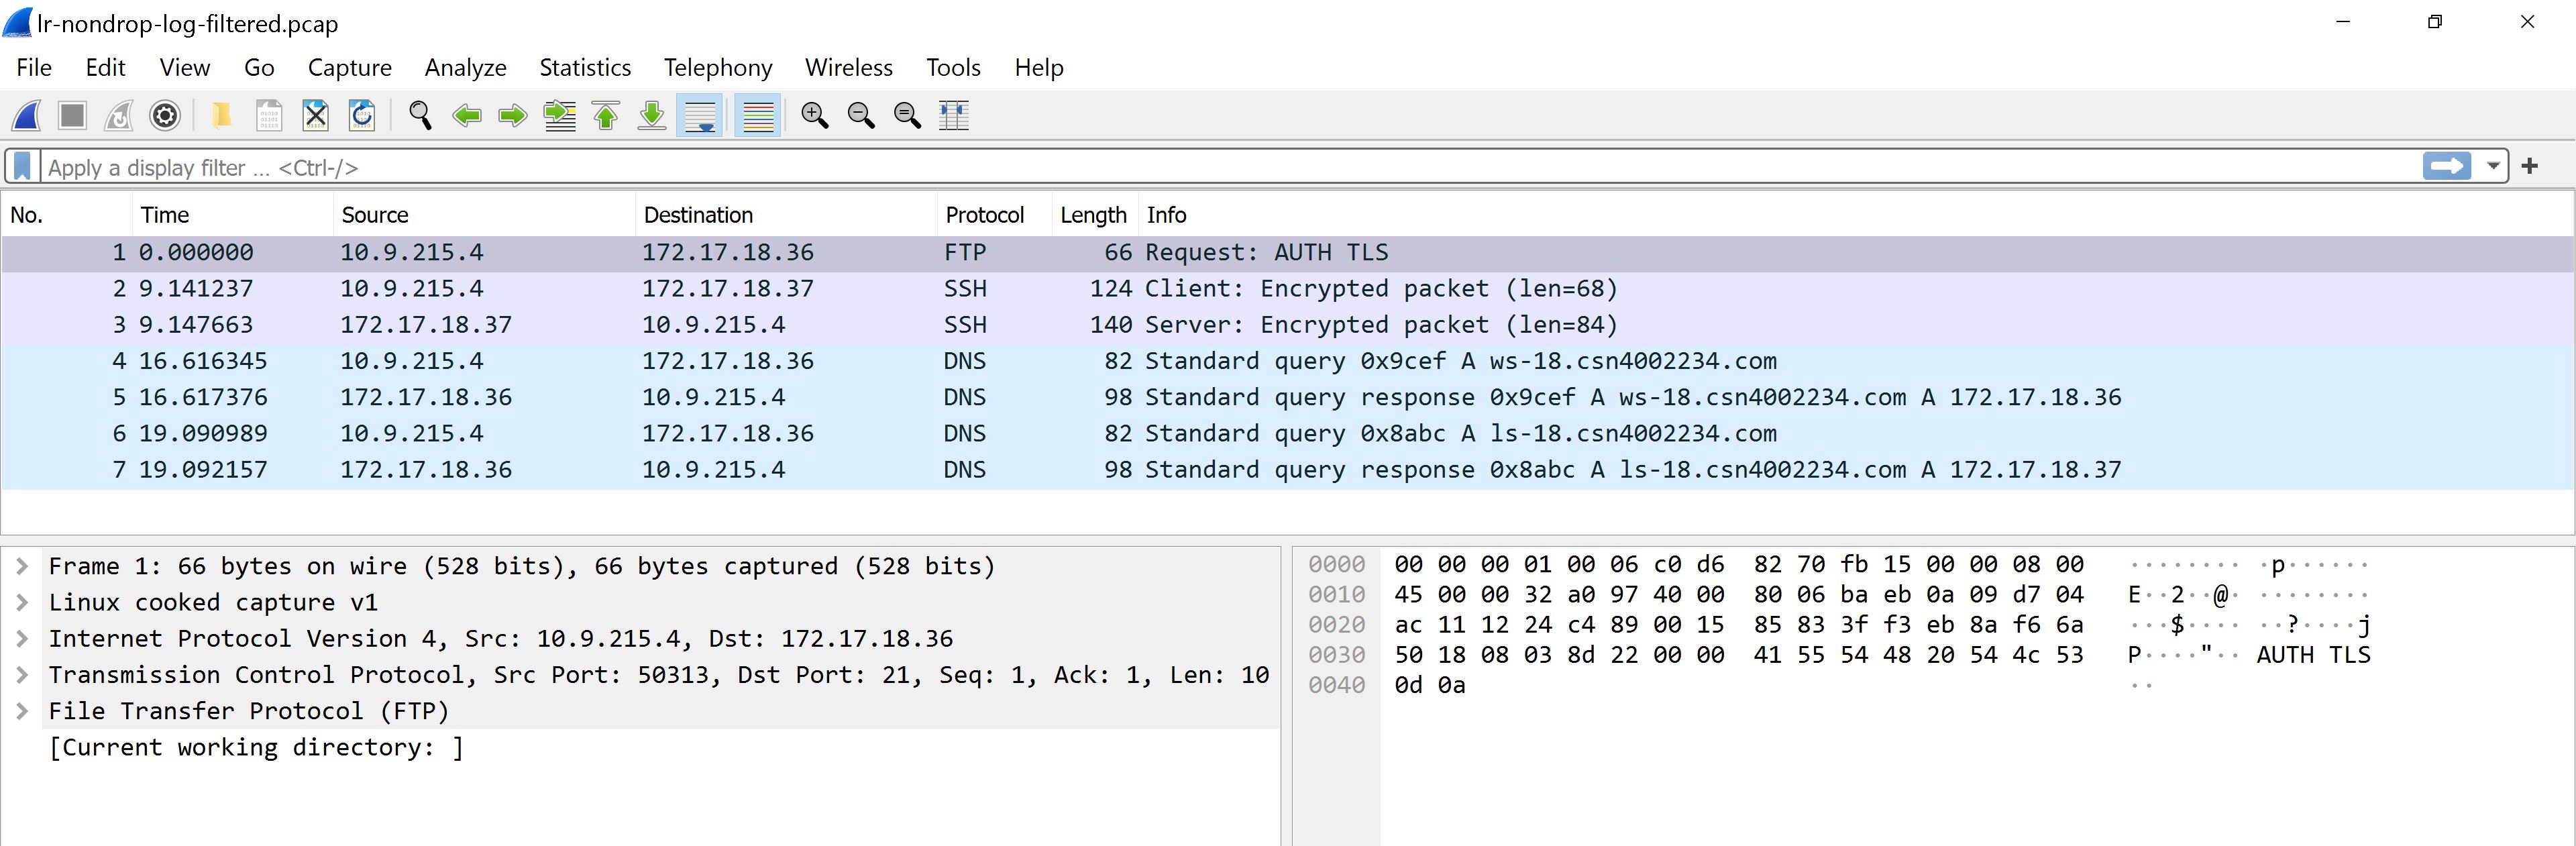 lr-nondrop-log-filtered.pcap
File Edit View Go Capture Analyze Statistics Telephony Wireless Tools Help
Apply a display filter ... <Ctrl-/>
No. Time Source Destination Protocol Length Info
1 0.000000 10.9.215.4 172.17.18.36 FTP 66 Request: AUTH TLS
2 9.141237 10.9.215.4 172.17.18.37 SSH 124 Client: Encrypted packet (len=68)
3 9.147663 172.17.18.37 10.9.215.4 SSH 140 Server: Encrypted packet (len=84)
4 16.616345 10.9.215.4 172.17.18.36 DNS 82 Standard query 0x9cef A ws-18.csn4002234.com
5 16.617376 172.17.18.36 10.9.215.4 DNS 98 Standard query response 0x9cef A ws-18.csn4002234.com A 172.17.18.36
6 19.090989 10.9.215.4 172.17.18.36 DNS 82 Standard query 0x8abc A ls-18.csn4002234.com
7 19.092157 172.17.18.36 10.9.215.4 DNS 98 Standard query response 0x8abc A ls-18.csn4002234.com A 172.17.18.37
Frame 1: 66 bytes on wire (528 bits), 66 bytes captured (528 bits)
Linux cooked capture v1
Internet Protocol Version 4, Src: 10.9.215.4, Dst: 172.17.18.36
Transmission Control Protocol, Src Port: 50313, Dst Port: 21, Seq: 1, Ack: 1, Len: 10
File Transfer Protocol (FTP)
[Current working directory: ]
0000 00 00 00 01 00 06 c0 d6 82 70 fb 15 00 00 08 00 ········ ·p······
0010 45 00 00 32 a0 97 40 00 80 06 ba eb 0a 09 d7 04 E··2··@· ········
0020 ac 11 12 24 c4 89 00 15 85 83 3f f3 eb 8a f6 6a ···$···· ··?····j
0030 50 18 08 03 8d 22 00 00 41 55 54 48 20 54 4c 53 P····"·· AUTH TLS
0040 0d 0a ··